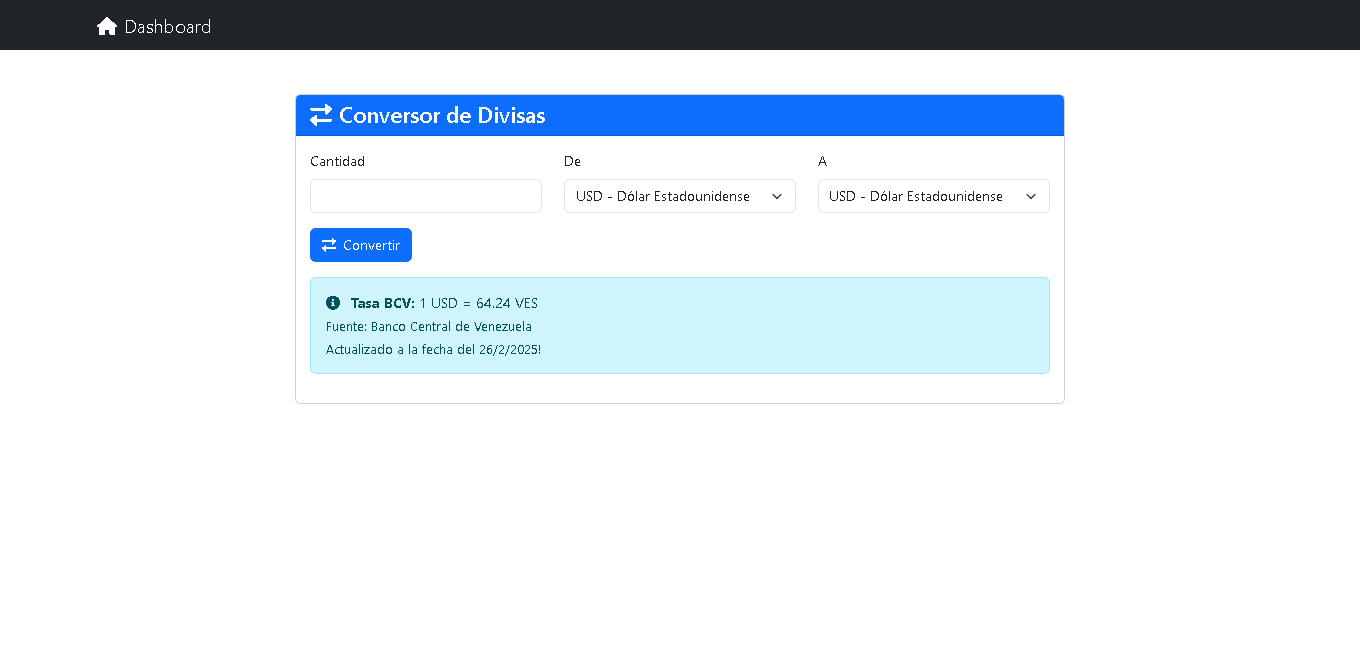 Dashboard
Conversor de Divisas
Cantidad
De
A
USD - Dólar Estadounidense
USD - Dólar Estadounidense
Convertir
Tasa BCV: 1 USD = 64.24 VES
Fuente: Banco Central de Venezuela
Actualizado a la fecha del 26/2/2025!